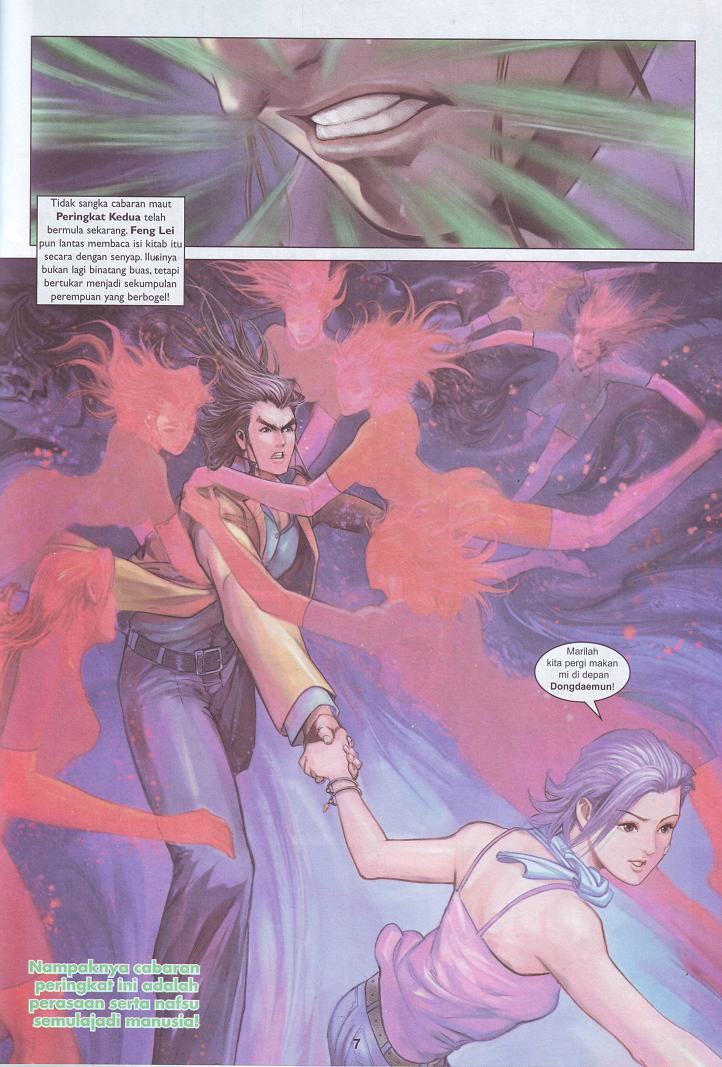 Tidak sangka cabaran maut
Peringkat Kedua telah
bermula sekarang. Feng Lei
pun lantas membaca isi kitab itu
secara dengan senyap. Ilusinya
bukan lagi binatang buas, tetapi
bertukar menjadi sekumpulan
perempuan yang berbogel!
Marilah
kita pergi makan
mi di depan
Dongdaemun!
Nampaknya cabaran
peringkat ini adalah
perasaan serta nafsu
semulajadi manusia!
7